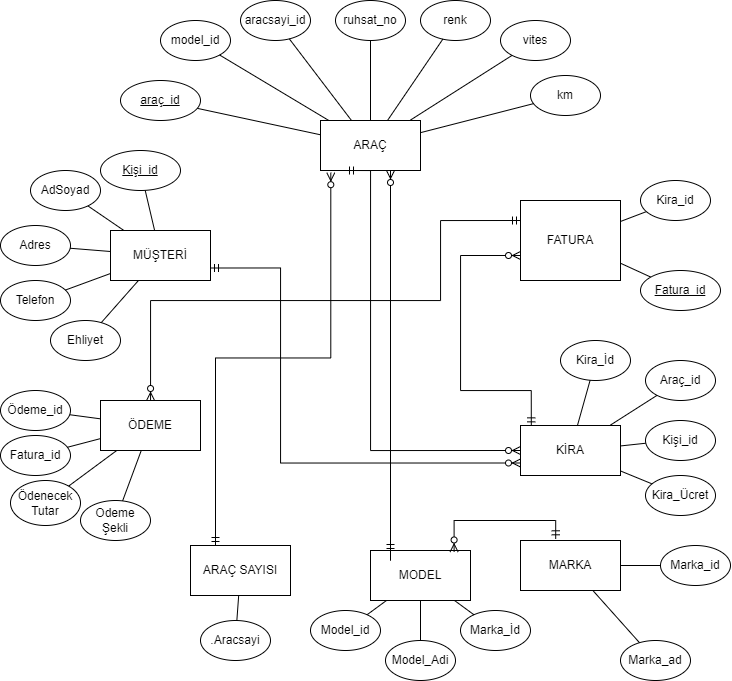 aracsayi_id
ruhsat_no
renk
model_id
vites
araç_id
km
ARAÇ
Kişi_id
AdSoyad
Adres
MÜŞTERİ
Telefon
Ehliyet
Kira_id
FATURA
Fatura_id
Kira_İd
Araç_id
Ödeme_id
ÖDEME
Fatura_id
Kişi_id
KİRA
Ödenecek
Tutar
Odeme
Şekli
Kira_Ücret
ARAÇ SAYISI
MODEL
MARKA
Marka_id
.Aracsayi
Model_id
Marka_İd
Model_Adi
Marka_ad